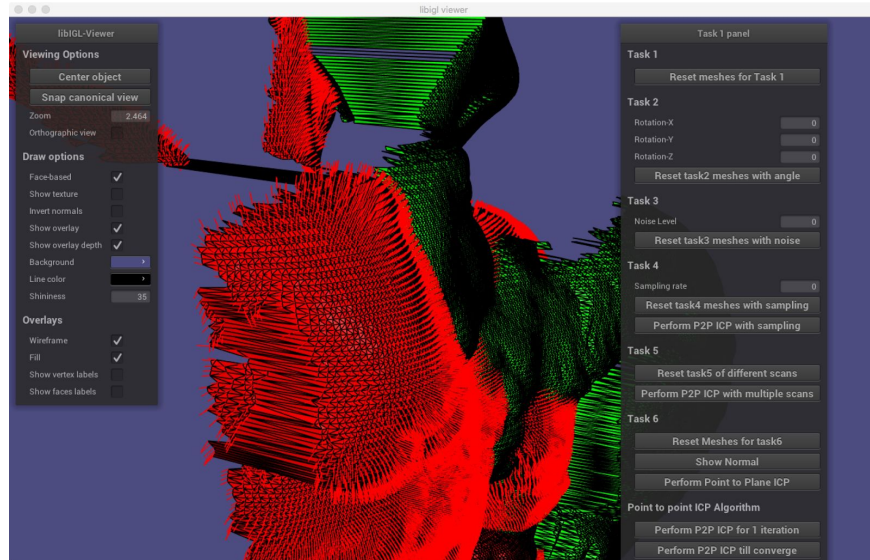 libigl viewer
libIGL-Viewer
Viewing Options
Center object
Snap canonical view
Zoom 2.464
Orthographic view
Draw options
Face-based
Show texture
Invert normals
Show overlay
Show overlay depth
Background
Line color
Shininess 35
Overlays
Wireframe
Fill
Show vertex labels
Show faces labels
Task 1 panel
Task 1
Reset meshes for Task 1
Task 2
Rotation-X 0
Rotation-Y 0
Rotation-Z 0
Reset task2 meshes with angle
Task 3
Noise Level 0
Reset task3 meshes with noise
Task 4
Sampling rate 0
Reset task4 meshes with sampling
Perform P2P ICP with sampling
Task 5
Reset task5 of different scans
Perform P2P ICP with multiple scans
Task 6
Reset Meshes for task6
Show Normal
Perform Point to Plane ICP
Point to point ICP Algorithm
Perform P2P ICP for 1 iteration
Perform P2P ICP till converge